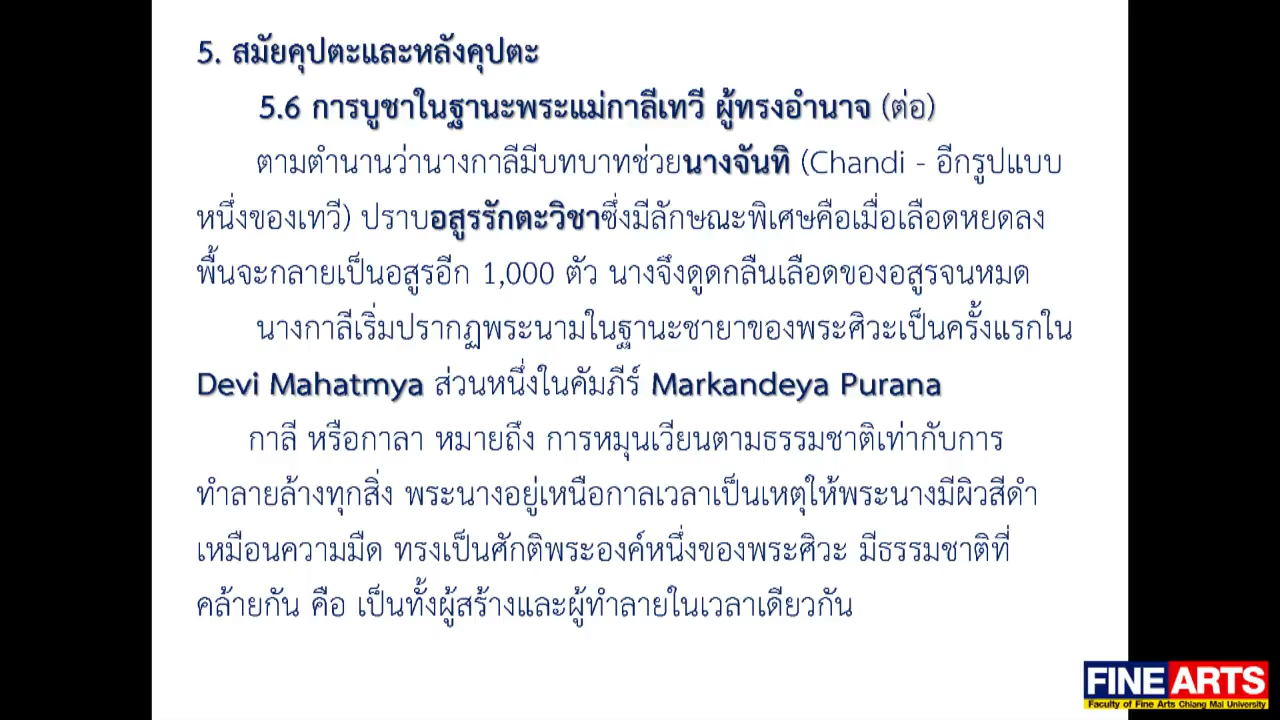 5. สมัยคุปตะและหลังคุปตะ
5.6 การบูชาในฐานะพระแม่กาลีเทวี ผู้ทรงอำนาจ (ต่อ)
ตามตำนานว่านางกาลีมีบทบาทช่วยนางจันทิ (Chandi - อีกรูปแบบ
หนึ่งของเทวี) ปราบอสูรรักตะวิชาซึ่งมีลักษณะพิเศษคือเมื่อเลือดหยดลง
พื้นจะกลายเป็นอสูรอีก 1,000 ตัว นางจึงดูดกลืนเลือดของอสูรจนหมด
นางกาลีเริ่มปรากฏพระนามในฐานะชายาของพระศิวะเป็นครั้งแรกใน
Devi Mahatmya ส่วนหนึ่งในคัมภีร์ Markandeya Purana
กาลี หรือกาลา หมายถึง การหมุนเวียนตามธรรมชาติเท่ากับการ
ทำลายล้างทุกสิ่ง พระนางอยู่เหนือกาลเวลาเป็นเหตุให้พระนางมีผิวสีดำ
เหมือนความมืด ทรงเป็นศักติพระองค์หนึ่งของพระศิวะ มีธรรมชาติที่
คล้ายกัน คือ เป็นทั้งผู้สร้างและผู้ทำลายในเวลาเดียวกัน
FINE ARTS
Faculty of Fine Arts Chiang Mai University